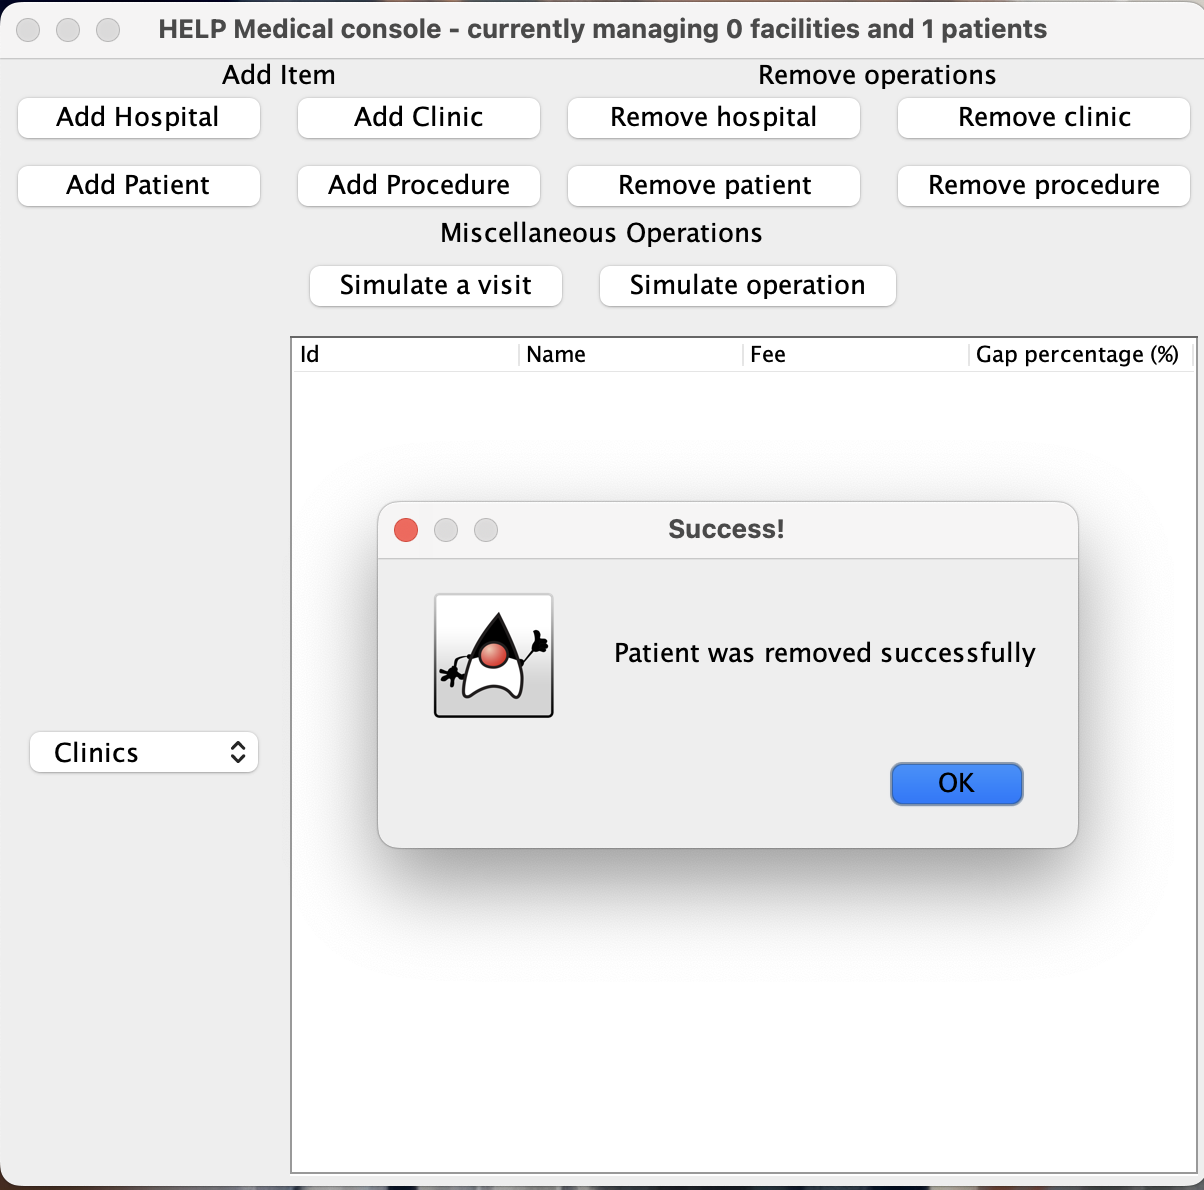 HELP Medical console - currently managing 0 facilities and 1 patients
Add Item
Remove operations
Add Hospital
Add Clinic
Remove hospital
Remove clinic
Add Patient
Add Procedure
Remove patient
Remove procedure
Miscellaneous Operations
Simulate a visit
Simulate operation
Id
Name
Fee
Gap percentage (%)
Success!
Patient was removed successfully
OK
Clinics